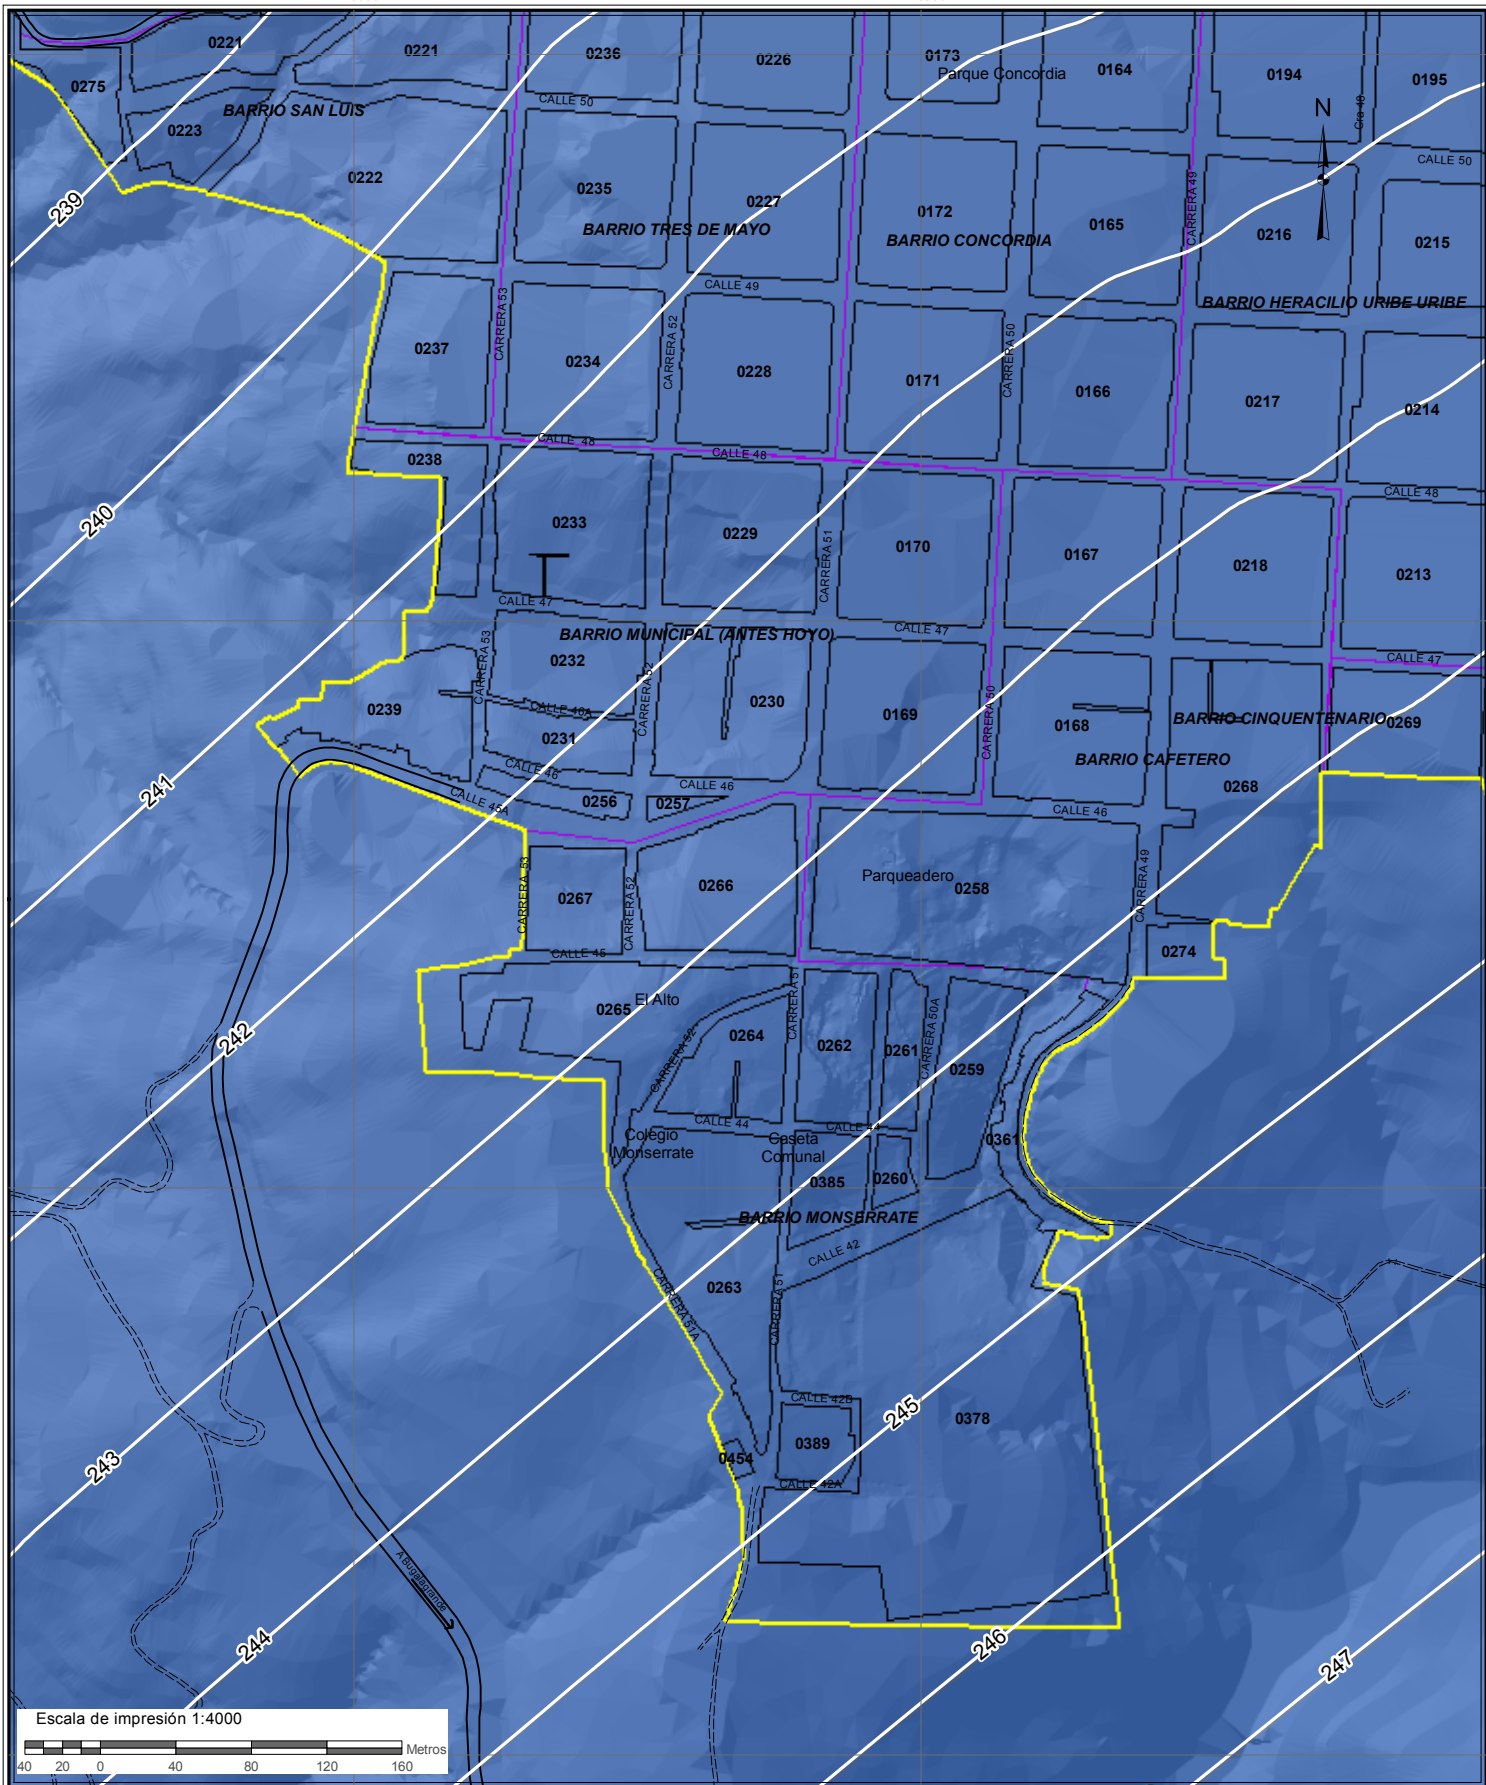 0221
0221
0236
0226
0173
Parque Concordia
0164
0194
0195
0275
BARRIO SAN LUIS
CALLE 50
N
Cra 48
0223
0222
CALLE 50
239
0235
0227
0172
0165
CARRERA 49
0216
0215
BARRIO TRES DE MAYO
BARRIO CONCORDIA
CALLE 49
BARRIO HERACILIO URIBE URIBE
0237
CARRERA 53
0234
CARRERA 52
0228
0171
CARRERA 50
0166
0217
0214
0238
CALLE 48
CALLE 48
CALLE 48
240
0233
0229
CARRERA 51
0170
0167
0218
0213
CALLE 47
BARRIO MUNICIPAL (ANTES HOYO)
CALLE 47
CALLE 47
CARRERA 53
0232
CARRERA 52
0230
0169
CARRERA 50
0168
BARRIO CINQUENTENARIO
0269
0239
CALLE 46A
0231
BARRIO CAFETERO
241
CALLE 46
CALLE 46
0268
CALLE 45A
0256
0257
CALLE 46
Parqueadero
0258
CARRERA 53
0267
CARRERA 52
0266
CARRERA 49
CALLE 45
0274
El Alto
0265
CARRERA 51
242
CARRERA 52
0264
0262
0261
CARRERA 50A
0259
CALLE 44
CALLE 44
Colegio
Monserrate
Caseta
Comunal
0361
0385
0260
BARRIO MONSERRATE
CALLE 42
0263
CARRERA 51A
CARRERA 51
CALLE 42B
245
0378
0389
243
0454
CALLE 42A
A Bugalagrande
244
246
247
Escala de impresión 1:4000
Metros
40 20 0 40 80 120 160